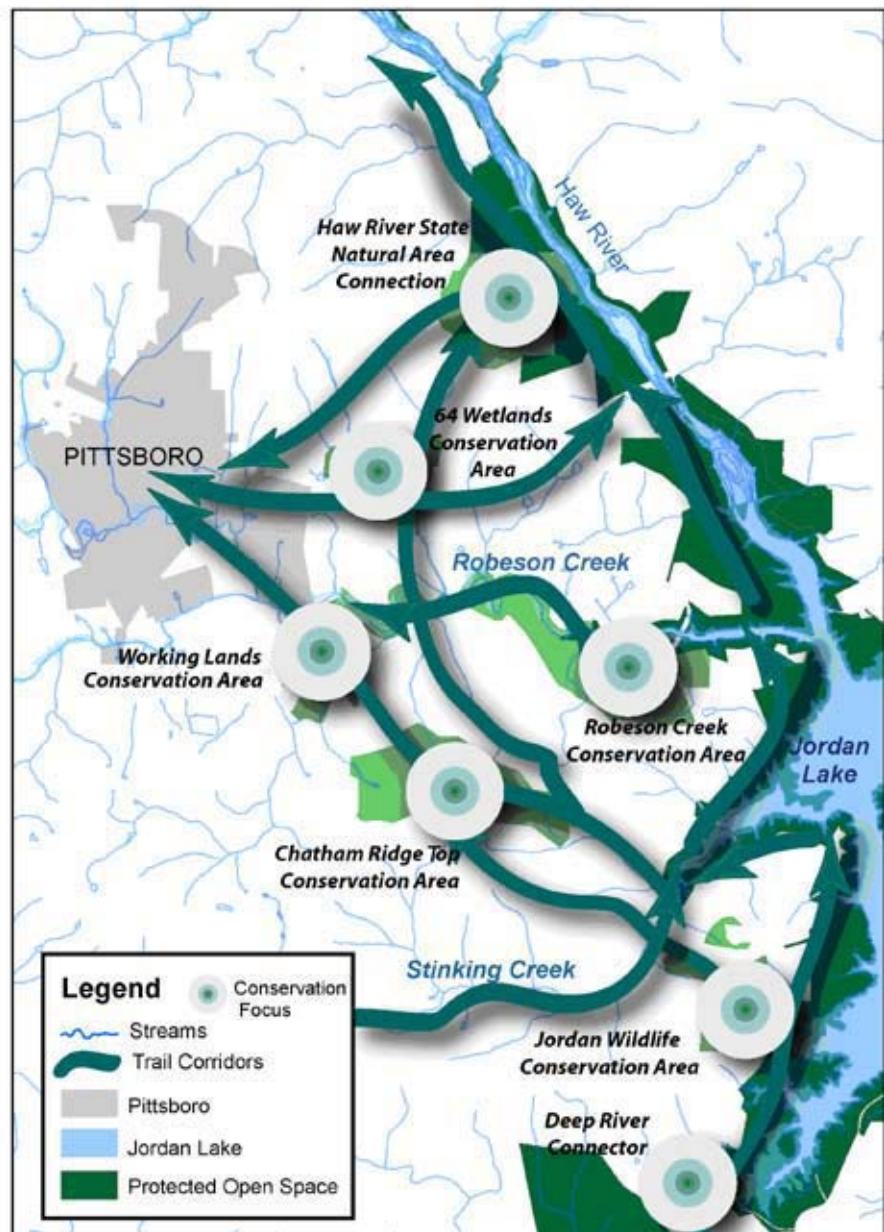 Haw River
Haw River State
Natural Area
Connection
64 Wetlands
Conservation
Area
PITTSBORO
Robeson Creek
Working Lands
Conservation Area
Robeson Creek
Conservation Area
Jordan
Lake
Chatham Ridge Top
Conservation Area
Stinking Creek
Jordan Wildlife
Conservation Area
Deep River
Connector
Legend
Conservation
Focus
Streams
Trail Corridors
Pittsboro
Jordan Lake
Protected Open Space